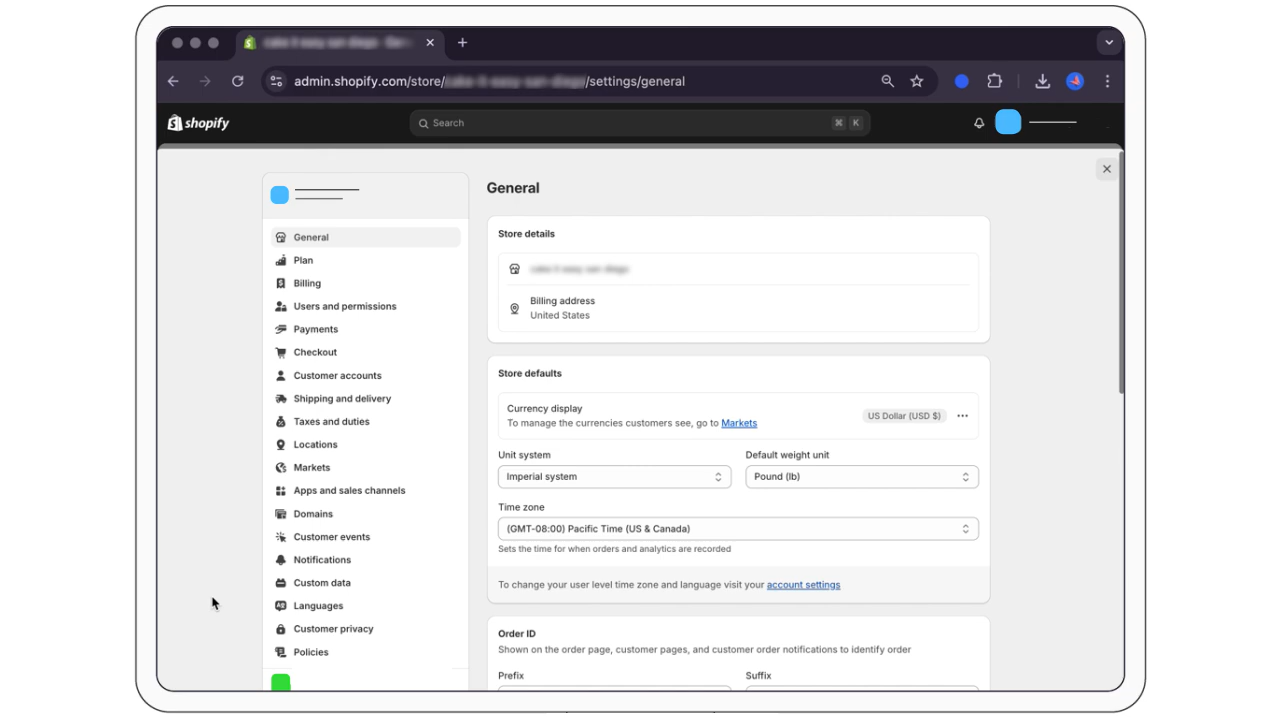 admin.shopify.com/store/ /settings/general
shopify
Search
⌘ K
General
Plan
Billing
Users and permissions
Payments
Checkout
Customer accounts
Shipping and delivery
Taxes and duties
Locations
Markets
Apps and sales channels
Domains
Customer events
Notifications
Custom data
Languages
Customer privacy
Policies
General
Store details
Billing address
United States
Store defaults
Currency display
US Dollar (USD $)
To manage the currencies customers see, go to Markets
Unit system
Default weight unit
Imperial system
Pound (lb)
Time zone
(GMT-08:00) Pacific Time (US & Canada)
Sets the time for when orders and analytics are recorded
To change your user level time zone and language visit your account settings
Order ID
Shown on the order page, customer pages, and customer order notifications to identify order
Prefix
Suffix